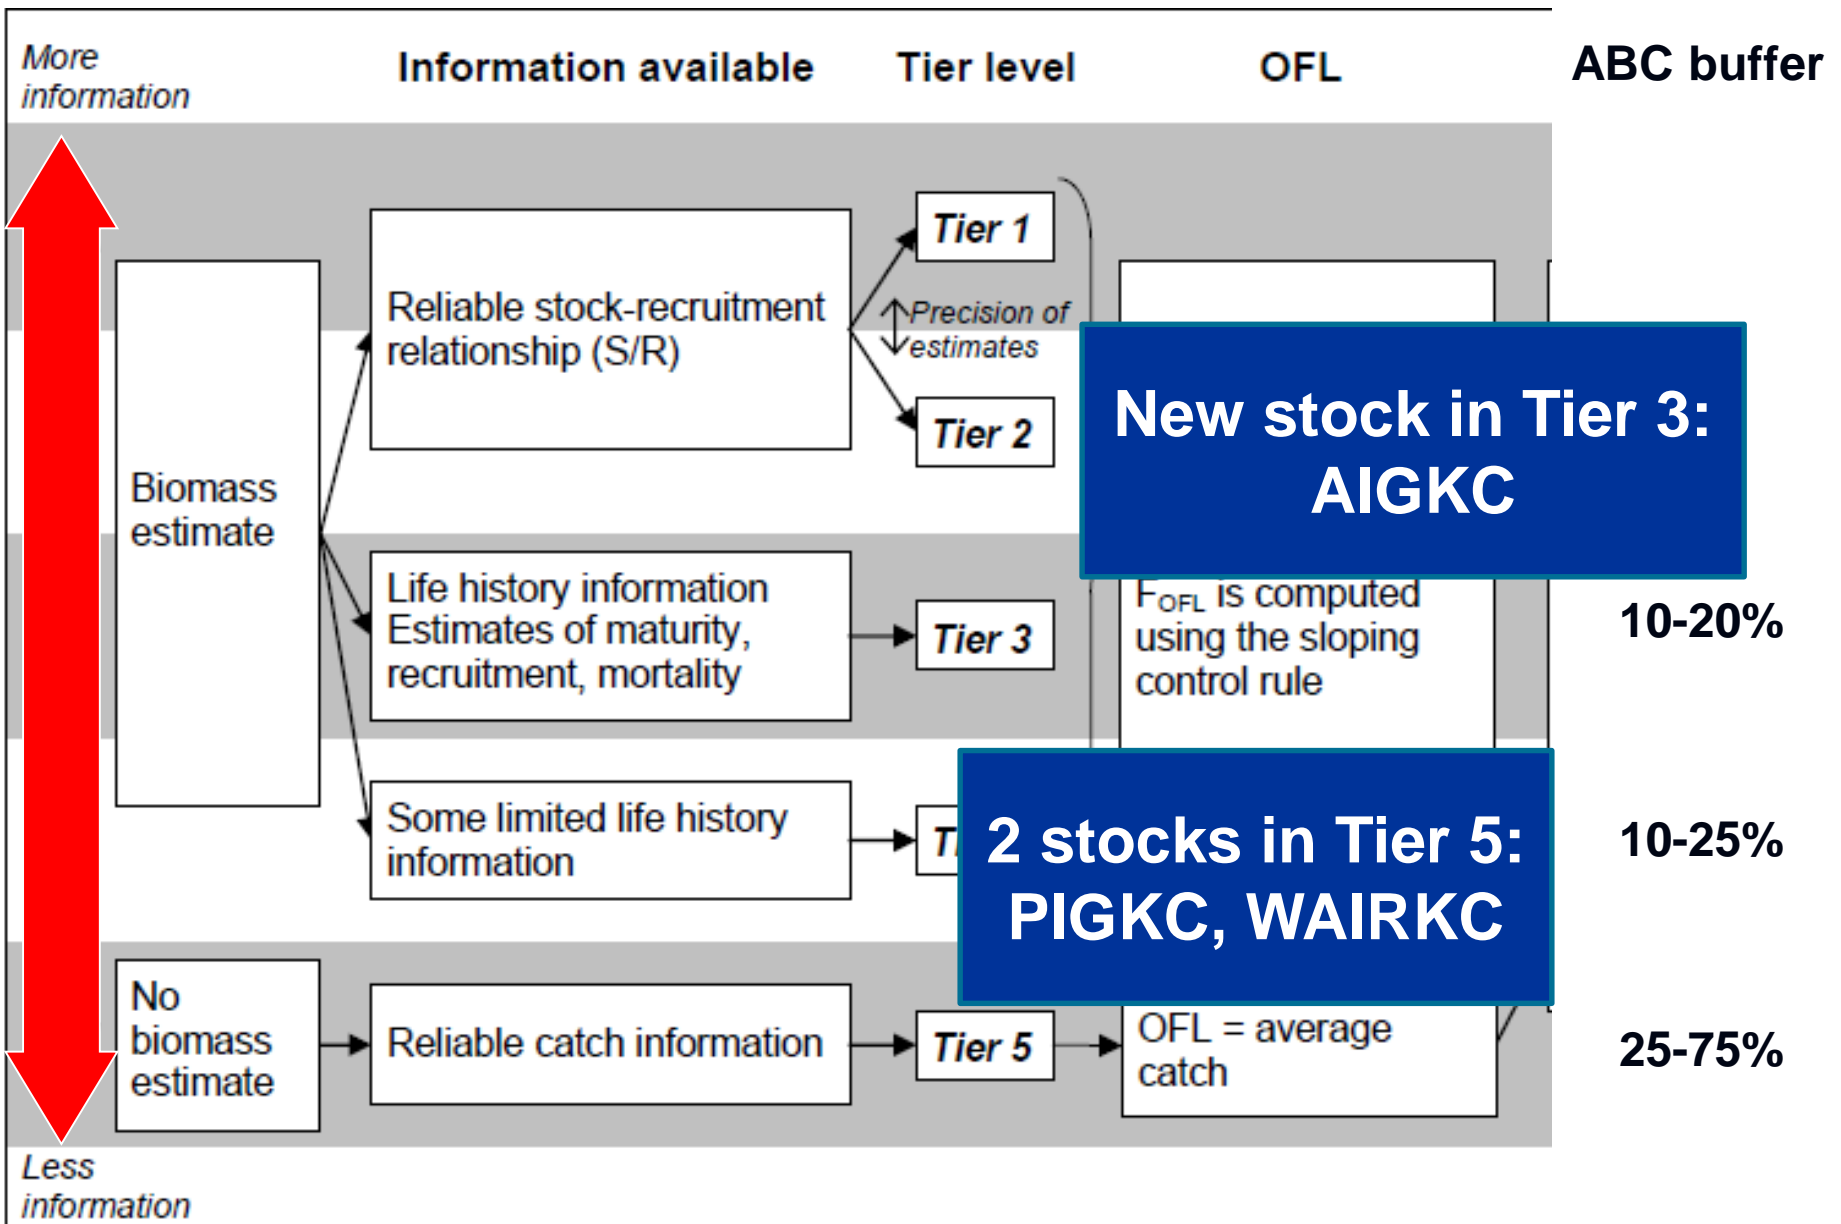 More
information
Information available
Tier level
OFL
ABC buffer
Tier 1
Reliable stock-recruitment
relationship (S/R)
Precision of
estimates
Tier 2
New stock in Tier 3:
AIGKC
Biomass
estimate
Life history information
Estimates of maturity,
recruitment, mortality
Tier 3
FOFL is computed
using the sloping
control rule
10-20%
Some limited life history
information
2 stocks in Tier 5:
PIGKC, WAIRKC
10-25%
No
biomass
estimate
Reliable catch information
Tier 5
OFL = average
catch
25-75%
Less
information